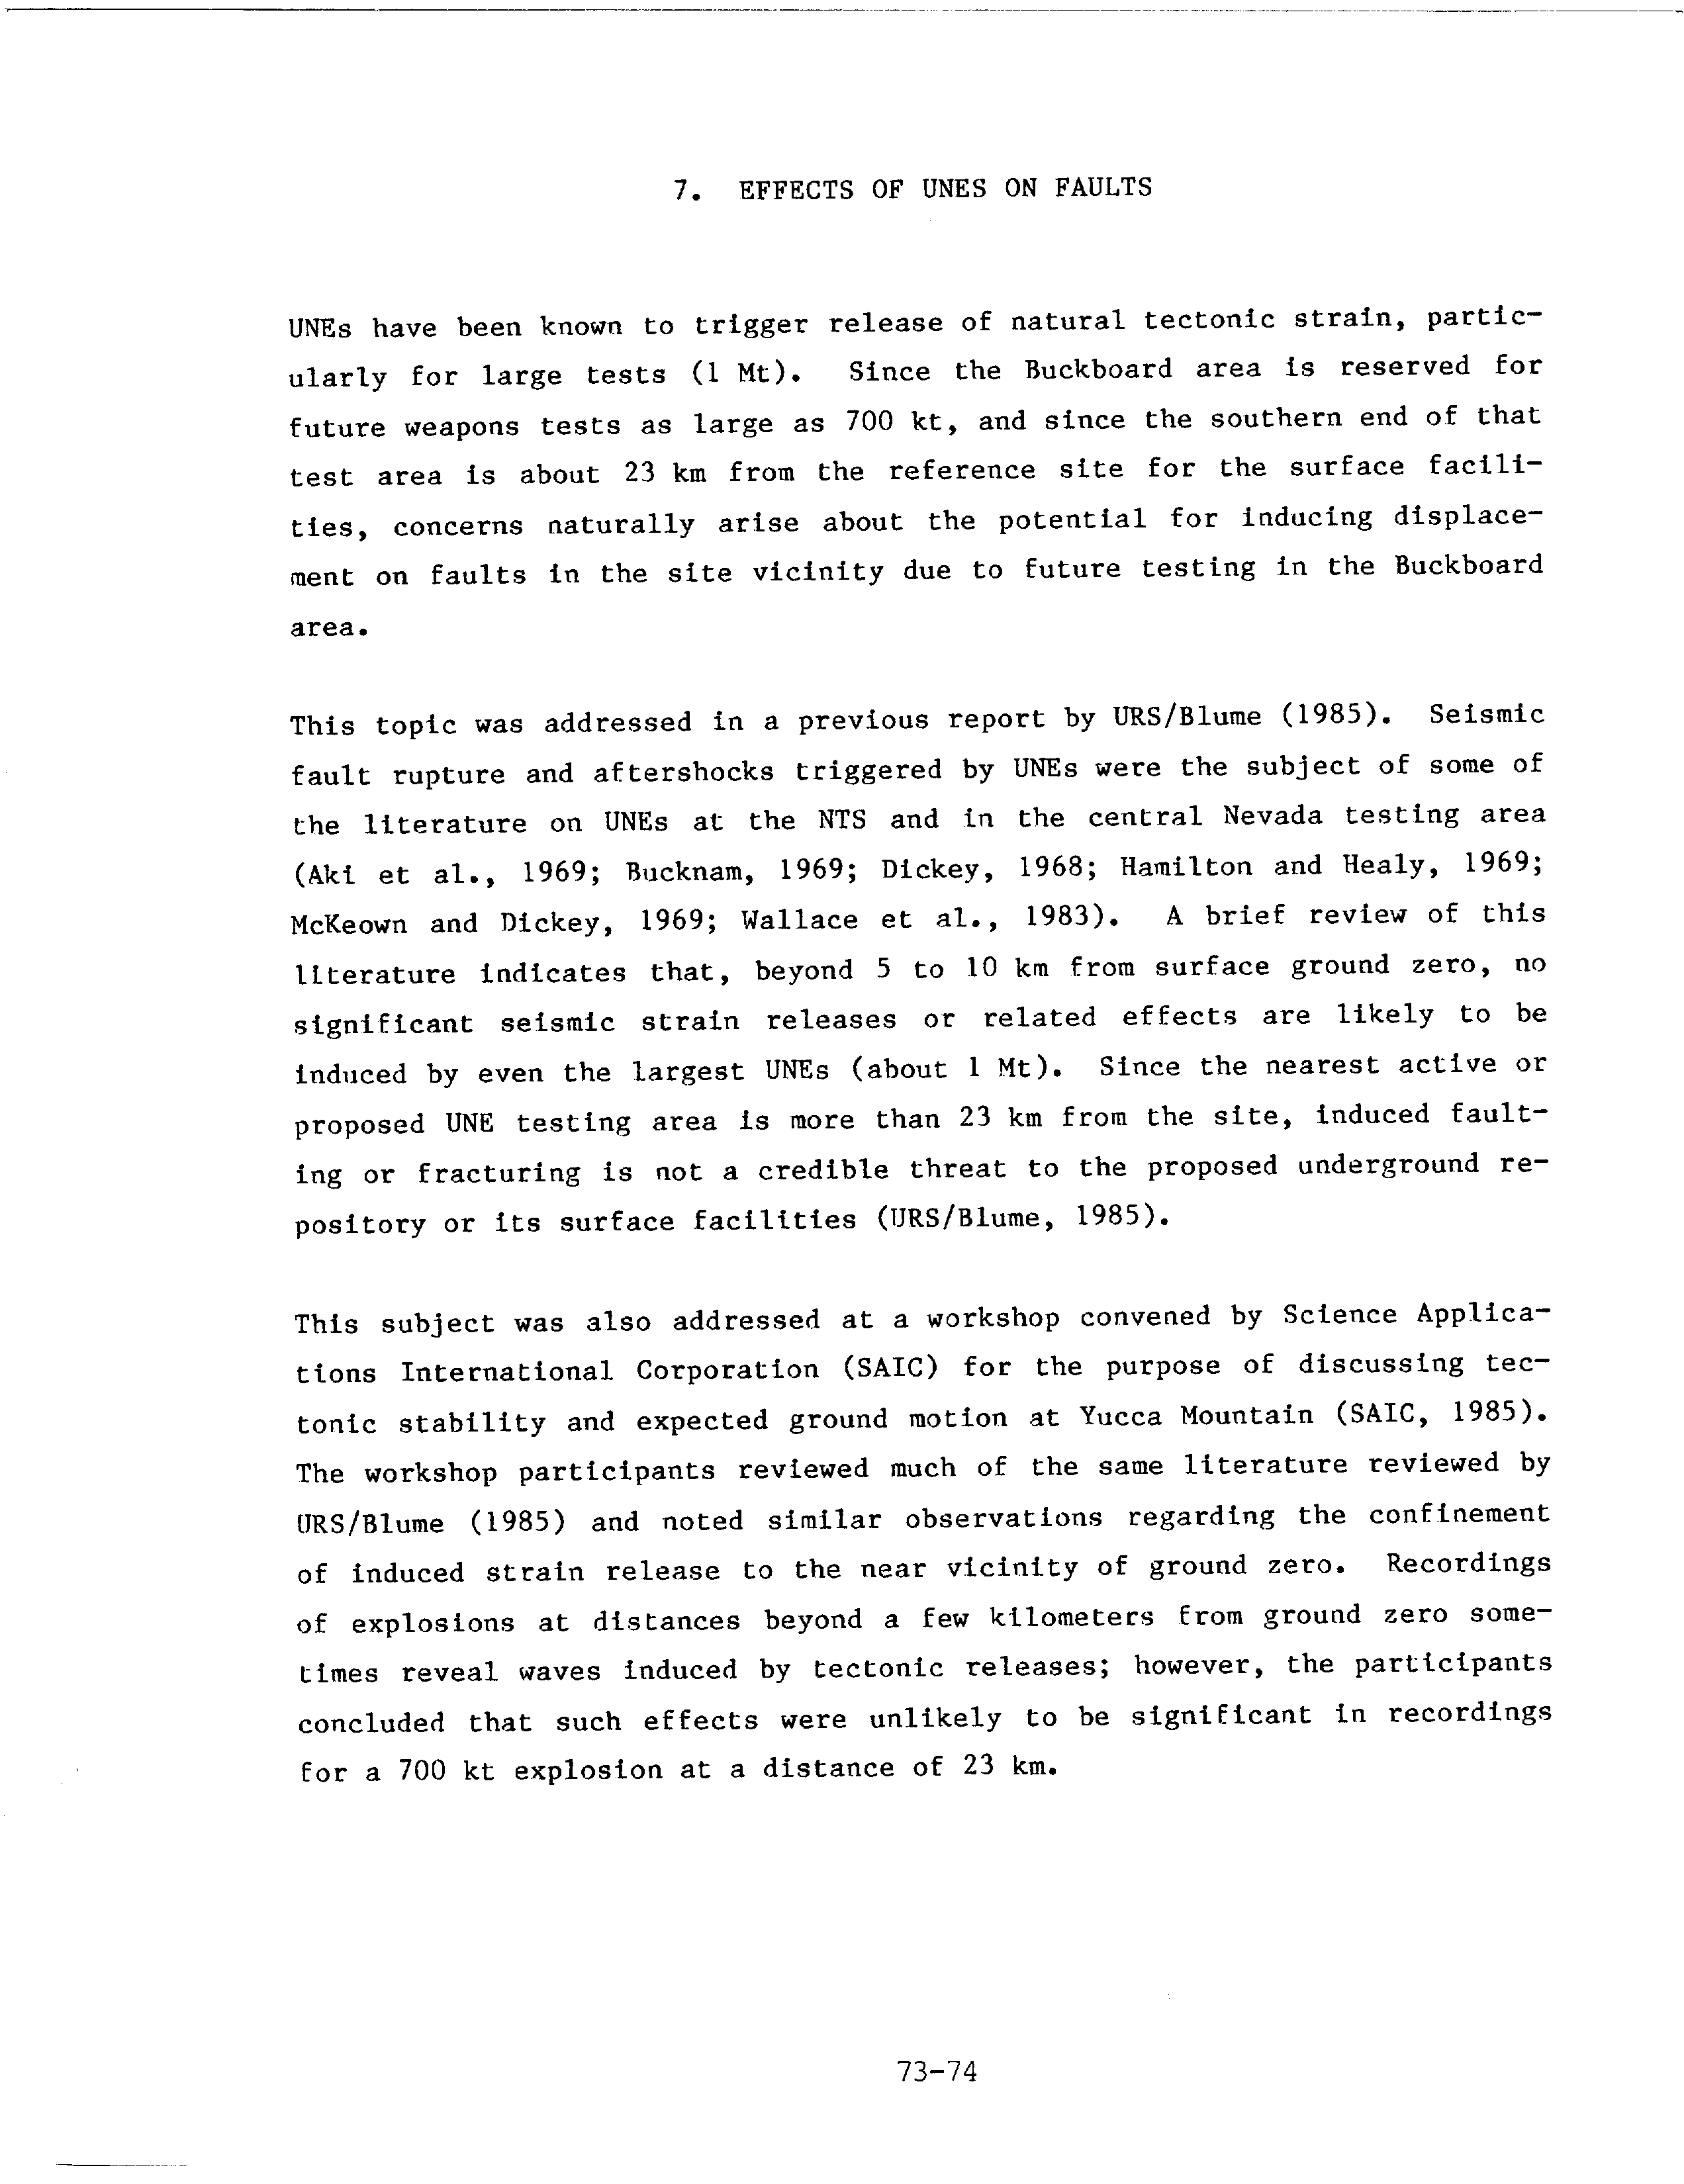 7. EFFECTS OF UNES ON FAULTS
UNEs have been known to trigger release of natural tectonic strain, partic-
ularly for large tests (1 Mt). Since the Buckboard area is reserved for
future weapons tests as large as 700 kt, and since the southern end of that
test area is about 23 km from the reference site for the surface facili-
ties, concerns naturally arise about the potential for inducing displace-
ment on faults in the site vicinity due to future testing in the Buckboard
area.
This topic was addressed in a previous report by URS/Blume (1985). Seismic
fault rupture and aftershocks triggered by UNEs were the subject of some of
the literature on UNEs at the NTS and in the central Nevada testing area
(Aki et al., 1969; Bucknam, 1969; Dickey, 1968; Hamilton and Healy, 1969;
McKeown and Dickey, 1969; Wallace et al., 1983). A brief review of this
literature indicates that, beyond 5 to 10 km from surface ground zero, no
significant seismic strain releases or related effects are likely to be
induced by even the largest UNEs (about 1 Mt). Since the nearest active or
proposed UNE testing area is more than 23 km from the site, induced fault-
ing or fracturing is not a credible threat to the proposed underground re-
pository or its surface facilities (URS/Blume, 1985).
This subject was also addressed at a workshop convened by Science Applica-
tions International Corporation (SAIC) for the purpose of discussing tec-
tonic stability and expected ground motion at Yucca Mountain (SAIC, 1985).
The workshop participants reviewed much of the same literature reviewed by
URS/Blume (1985) and noted similar observations regarding the confinement
of induced strain release to the near vicinity of ground zero. Recordings
of explosions at distances beyond a few kilometers from ground zero some-
times reveal waves induced by tectonic releases; however, the participants
concluded that such effects were unlikely to be significant in recordings
for a 700 kt explosion at a distance of 23 km.
73-74